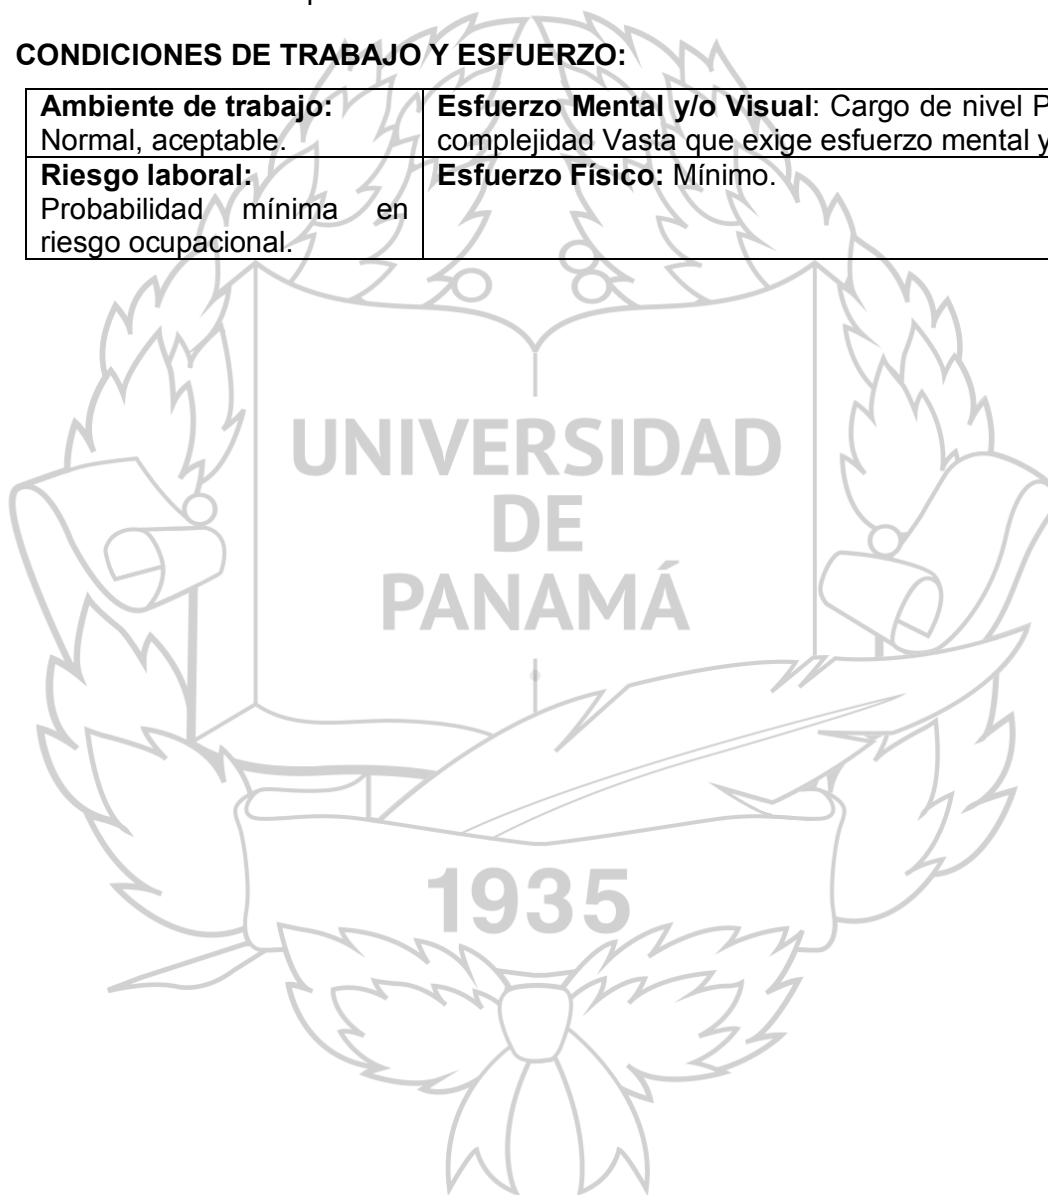 CONDICIONES DE TRABAJO Y ESFUERZO:
Ambiente de trabajo:
Normal, aceptable.
Esfuerzo Mental y/o Visual: Cargo de nivel P
complejidad Vasta que exige esfuerzo mental y
Riesgo laboral:
Probabilidad mínima en
riesgo ocupacional.
Esfuerzo Físico: Mínimo.
UNIVERSIDAD
DE
PANAMÁ
1935